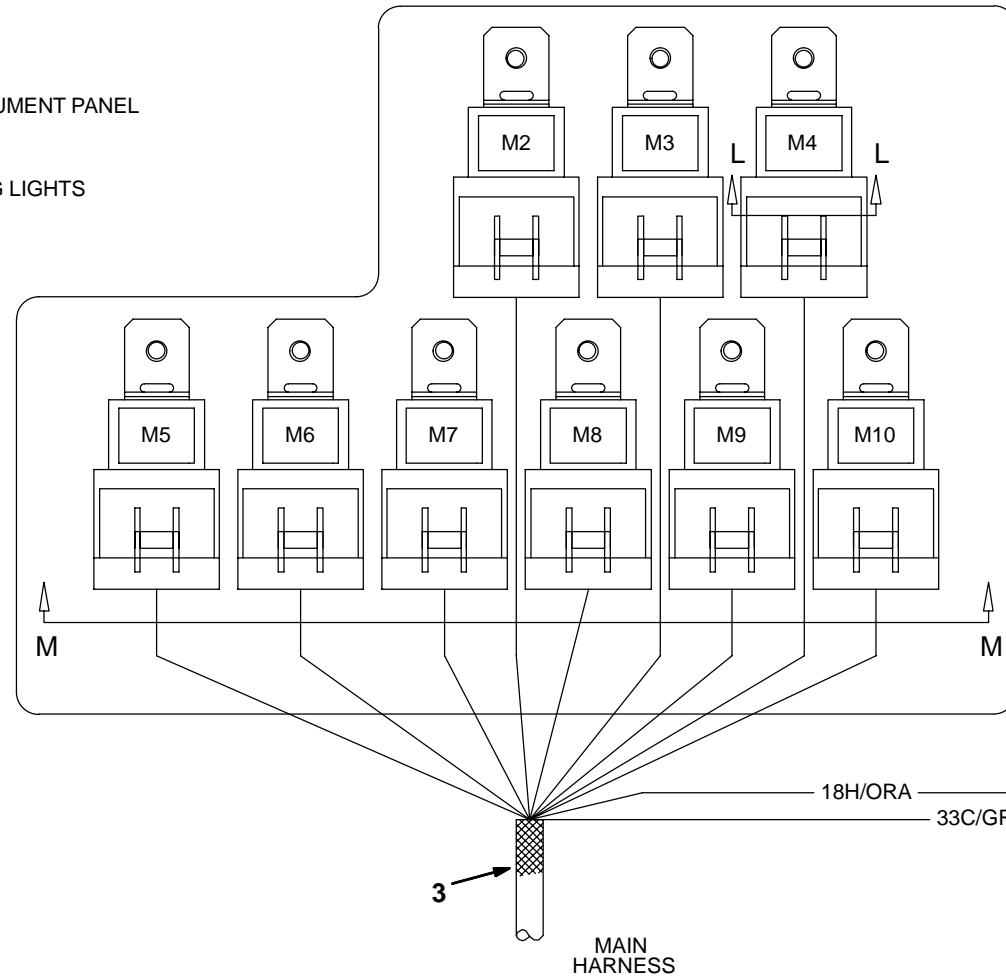 UMENT PANEL
M2
M3
M4
L
L
G LIGHTS
M5
M6
M7
M8
M9
M10
M
M
18H/ORA
33C/GR
3
MAIN
HARNESS